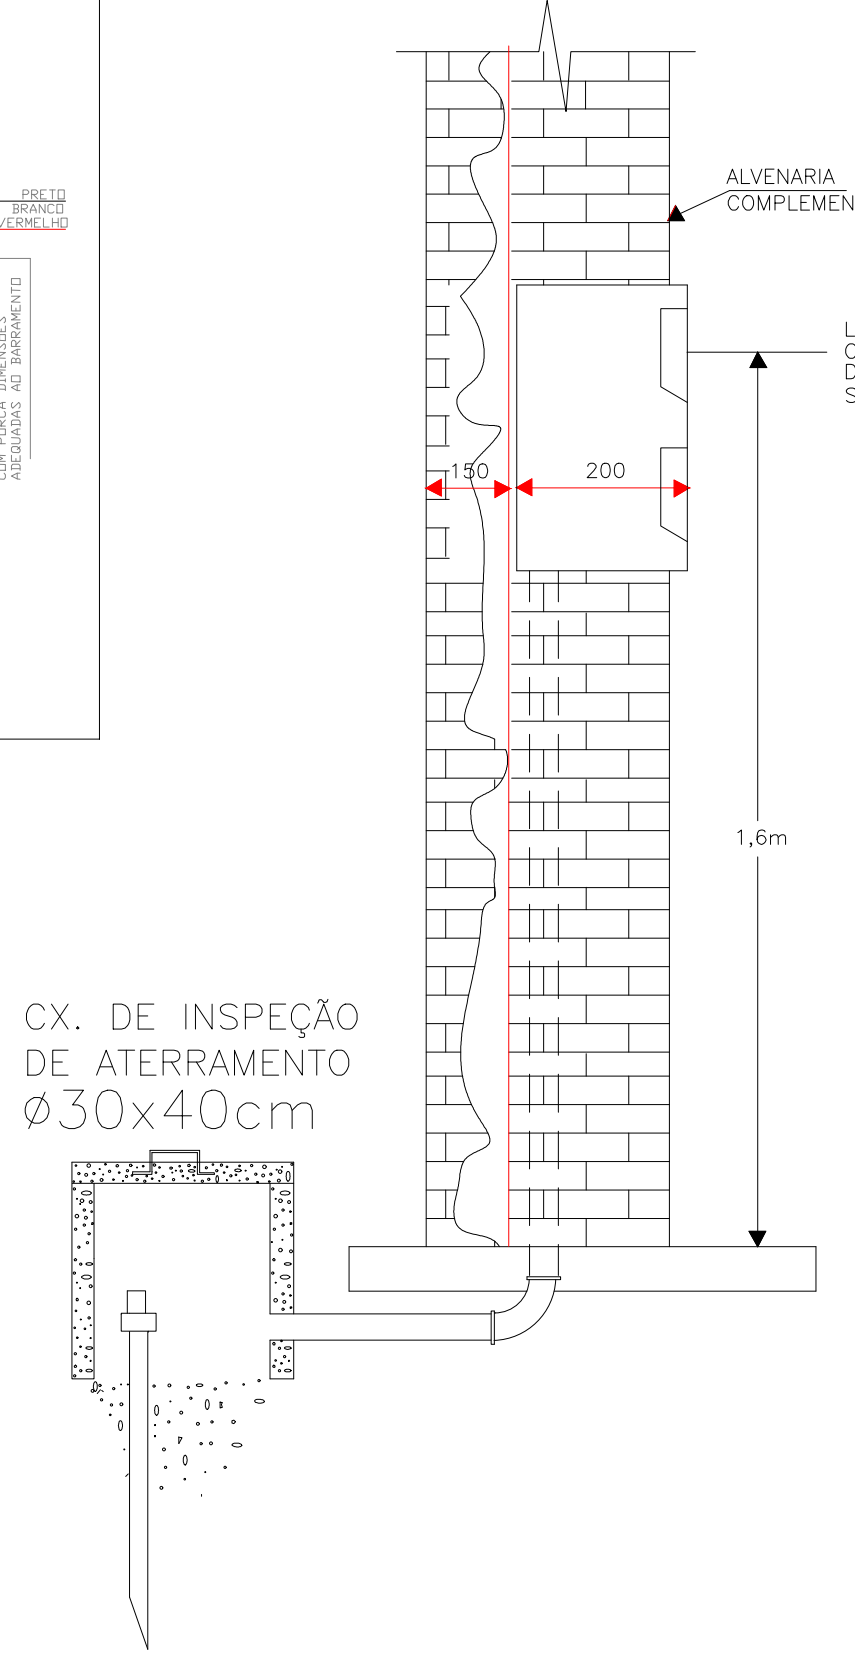 PRETO
BRANCO
VERMELHO
COM PORCA DIMENSÕES
ADEQUADAS AO BARRAMENTO
ALVENARIA
COMPLEMEN
L
D
S
150
200
1,6m
CX. DE INSPEÇÃO
DE ATERRAMENTO
Ø30x40cm